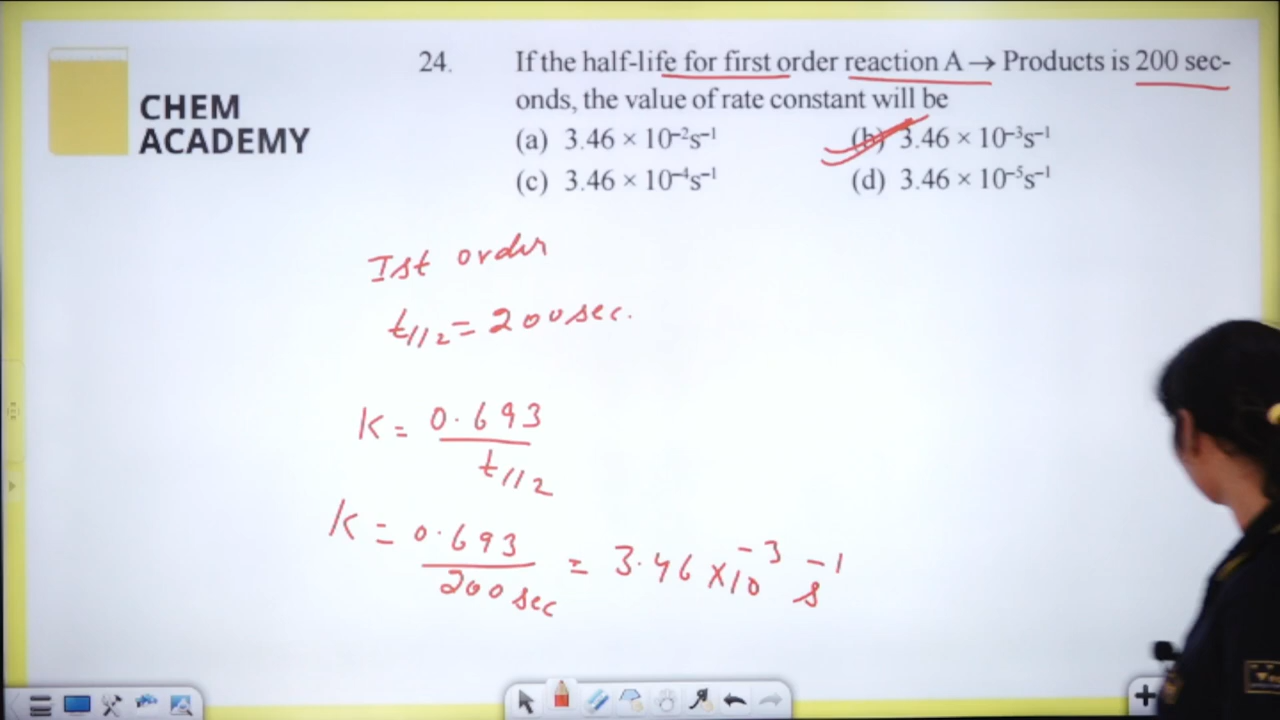 CHEM
ACADEMY
24. If the half-life for first order reaction A → Products is 200 sec-
onds, the value of rate constant will be
(a) 3.46 × 10⁻²s⁻¹ (b) 3.46 × 10⁻³s⁻¹
(c) 3.46 × 10⁻⁴s⁻¹ (d) 3.46 × 10⁻⁵s⁻¹
Ist order
t1/2 = 200sec.
K = 0.693
t1/2
K = 0.693
200 sec
= 3.46 × 10⁻³ s⁻¹